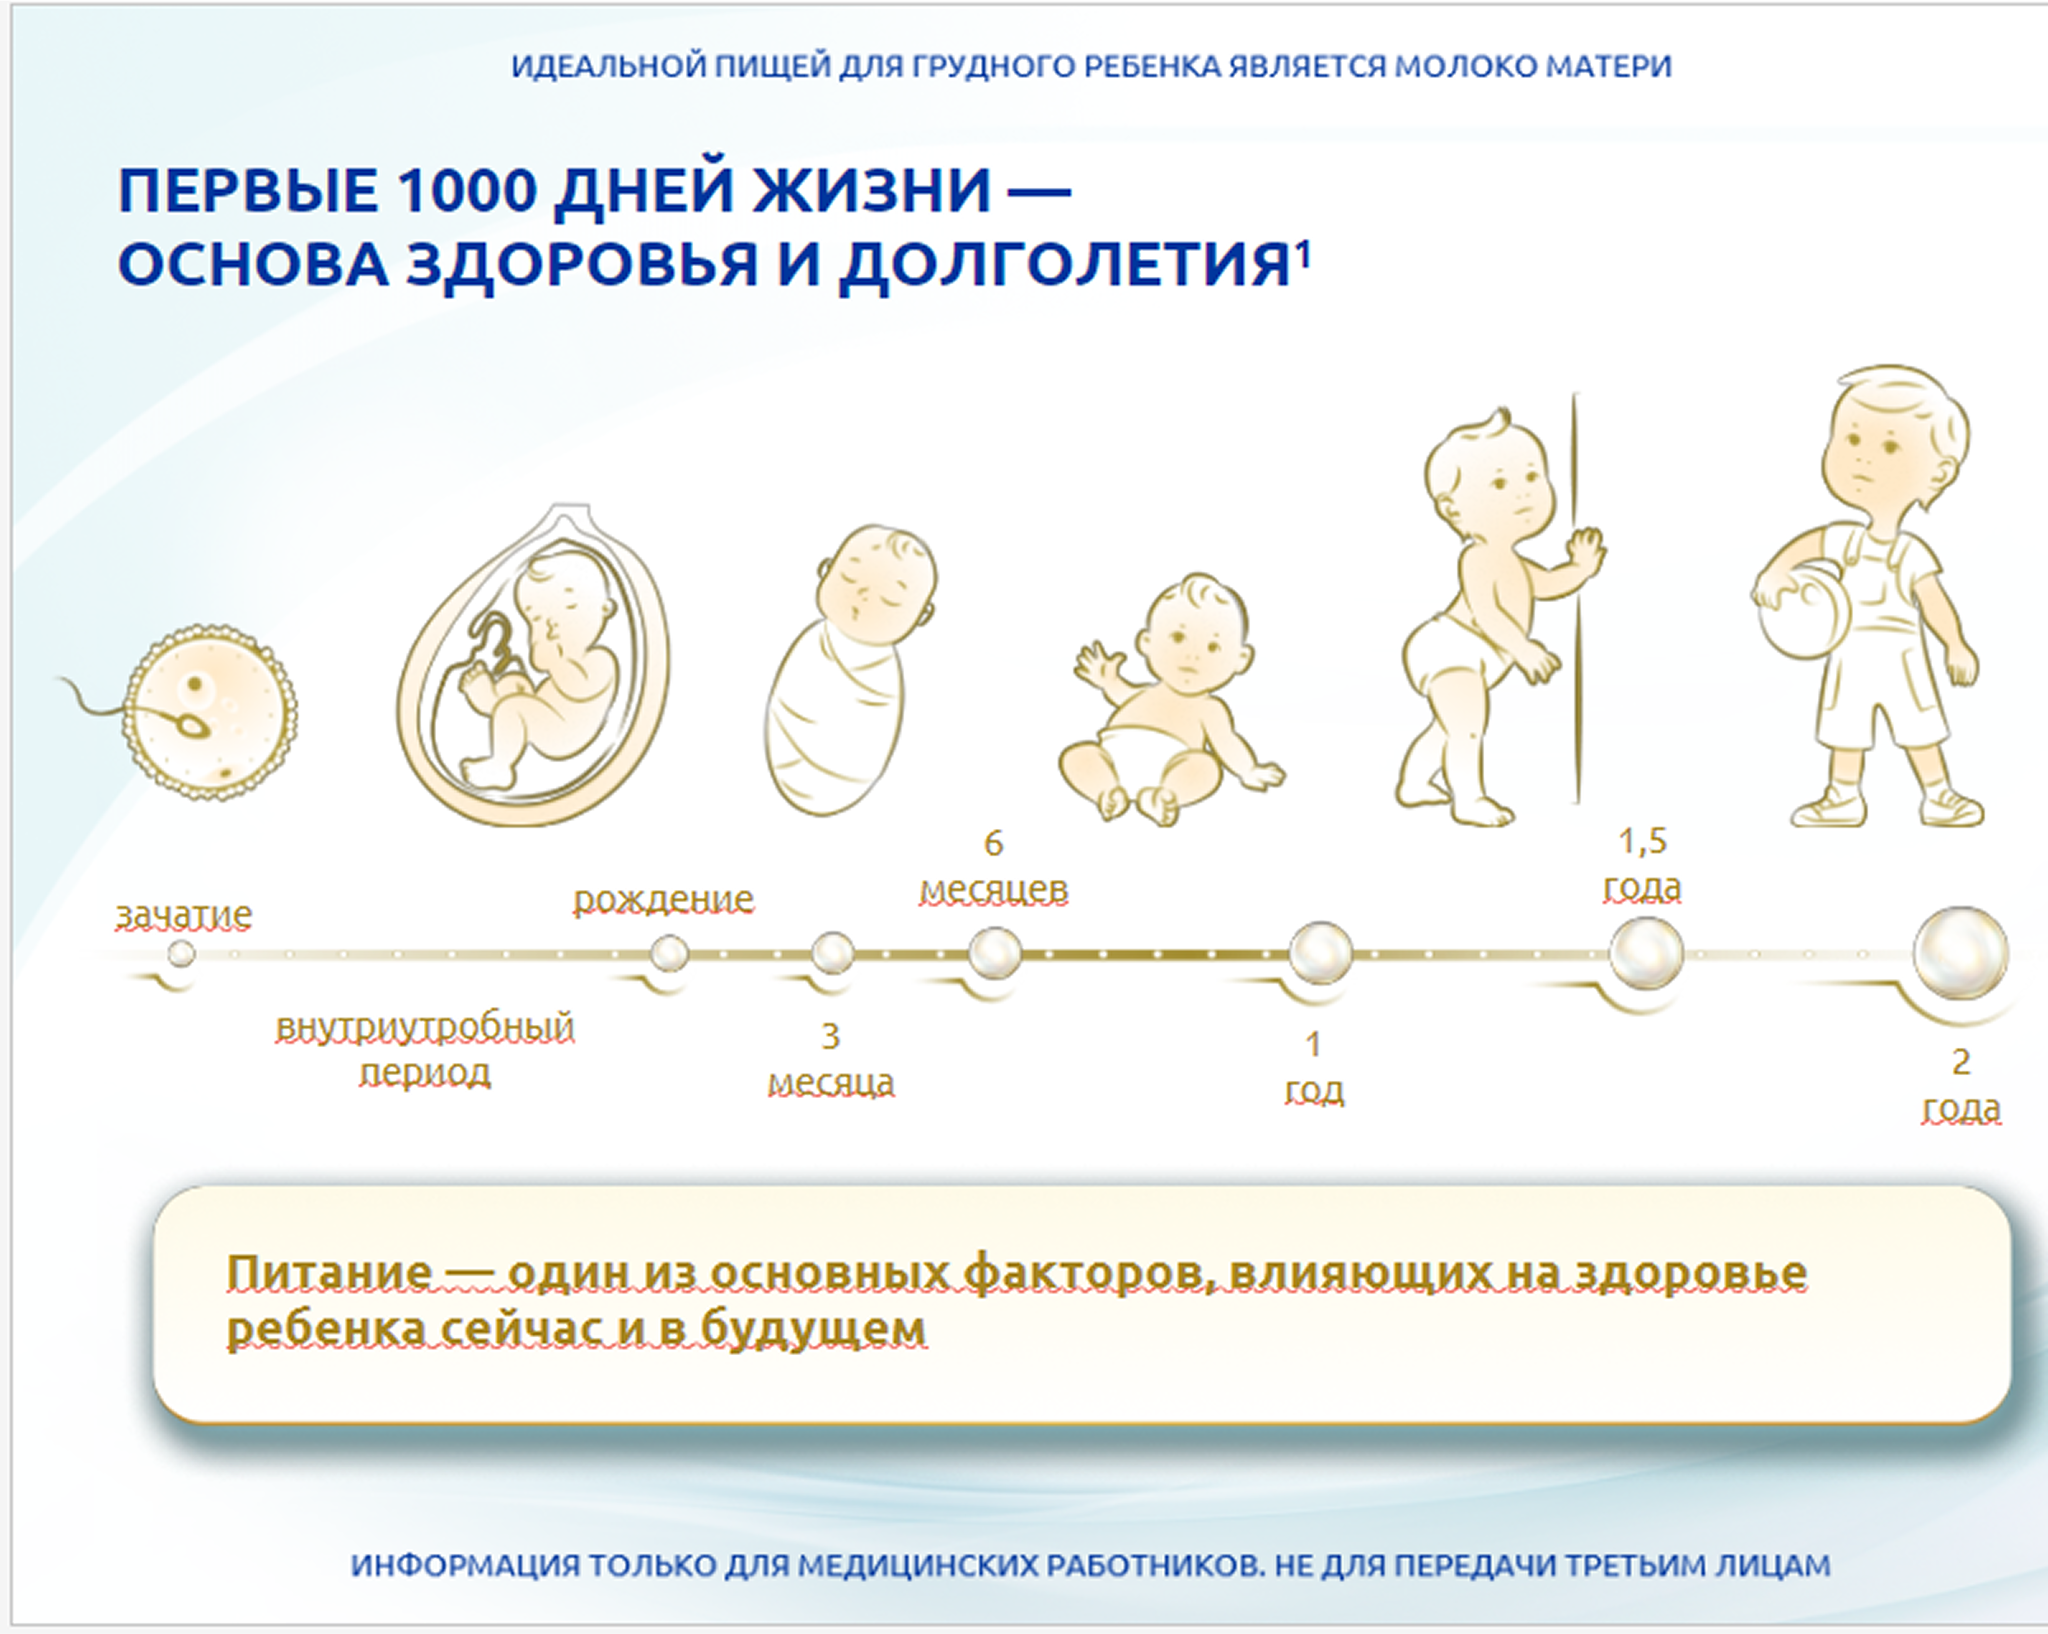 ИДЕАЛЬНОЙ ПИЩЕЙ ДЛЯ ГРУДНОГО РЕБЕНКА ЯВЛЯЕТСЯ МОЛОКО МАТЕРИ
ПЕРВЫЕ 1000 ДНЕЙ ЖИЗНИ —
ОСНОВА ЗДОРОВЬЯ И ДОЛГОЛЕТИЯ¹
зачатие
внутриутробный
период
рождение
3
месяца
6
месяцев
1
год
1,5
года
2
года
Питание — один из основных факторов, влияющих на здоровье
ребенка сейчас и в будущем
ИНФОРМАЦИЯ ТОЛЬКО ДЛЯ МЕДИЦИНСКИХ РАБОТНИКОВ. НЕ ДЛЯ ПЕРЕДАЧИ ТРЕТЬИМ ЛИЦАМ